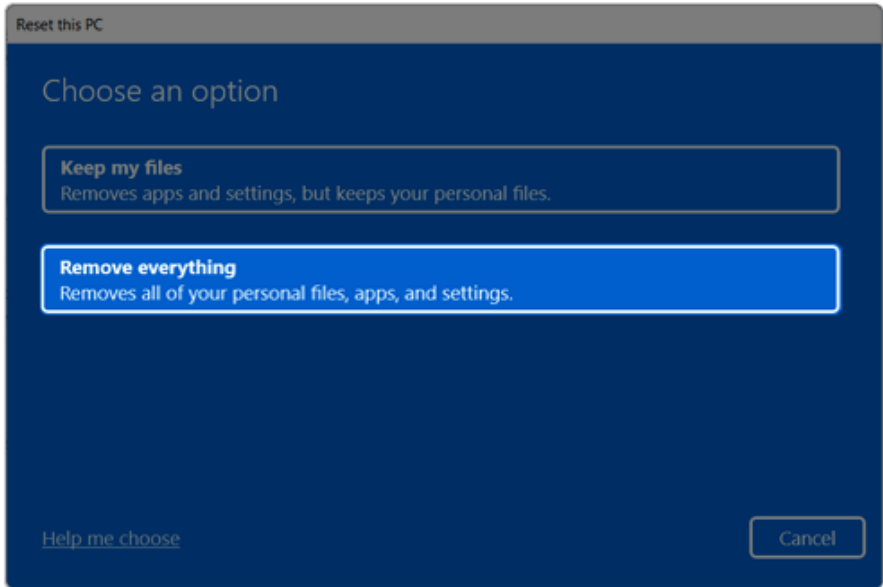 Reset this PC
Choose an option
Keep my files
Removes apps and settings, but keeps your personal files.
Remove everything
Removes all of your personal files, apps, and settings.
Help me choose
Cancel